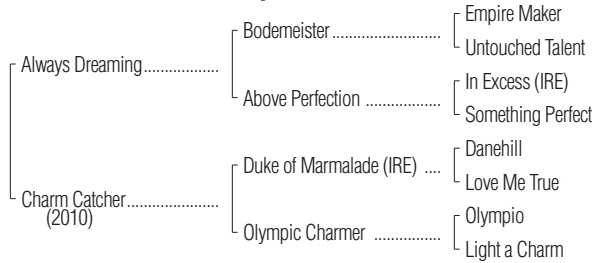 Empire Maker
Bodemeister......................
Untouched Talent
Always Dreaming..................
In Excess (IRE)
Above Perfection ..................
Something Perfect
Danehill
Duke of Marmalade (IRE) ....
Love Me True
Charm Catcher......................
(2010)
Olympio
Olympic Charmer ................
Light a Charm